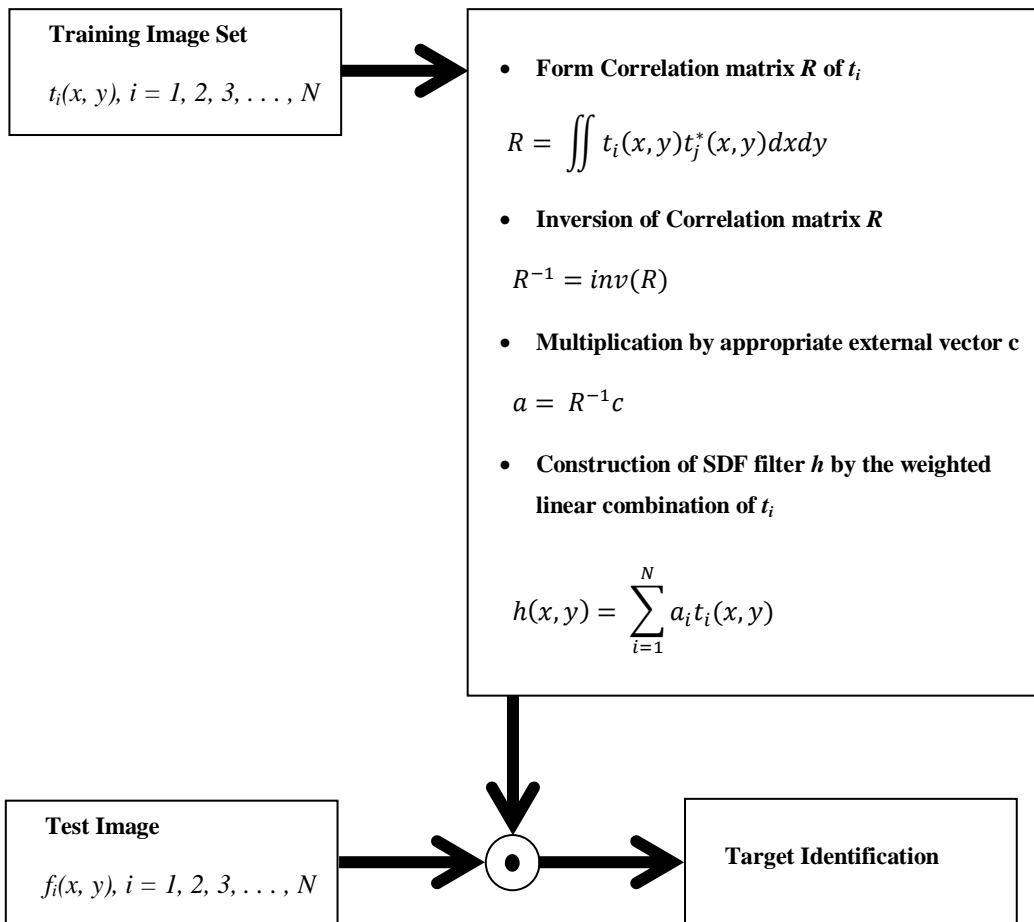 Training Image Set
tᵢ(x, y), i = 1, 2, 3, . . . , N
• Form Correlation matrix R of tᵢ
R = ∬ tᵢ(x, y)tⱼ*(x, y)dxdy
• Inversion of Correlation matrix R
R⁻¹ = inv(R)
• Multiplication by appropriate external vector c
a = R⁻¹c
• Construction of SDF filter h by the weighted
linear combination of tᵢ
N
h(x, y) = ∑ aᵢtᵢ(x, y)
i=1
Test Image
fᵢ(x, y), i = 1, 2, 3, . . . , N
Target Identification